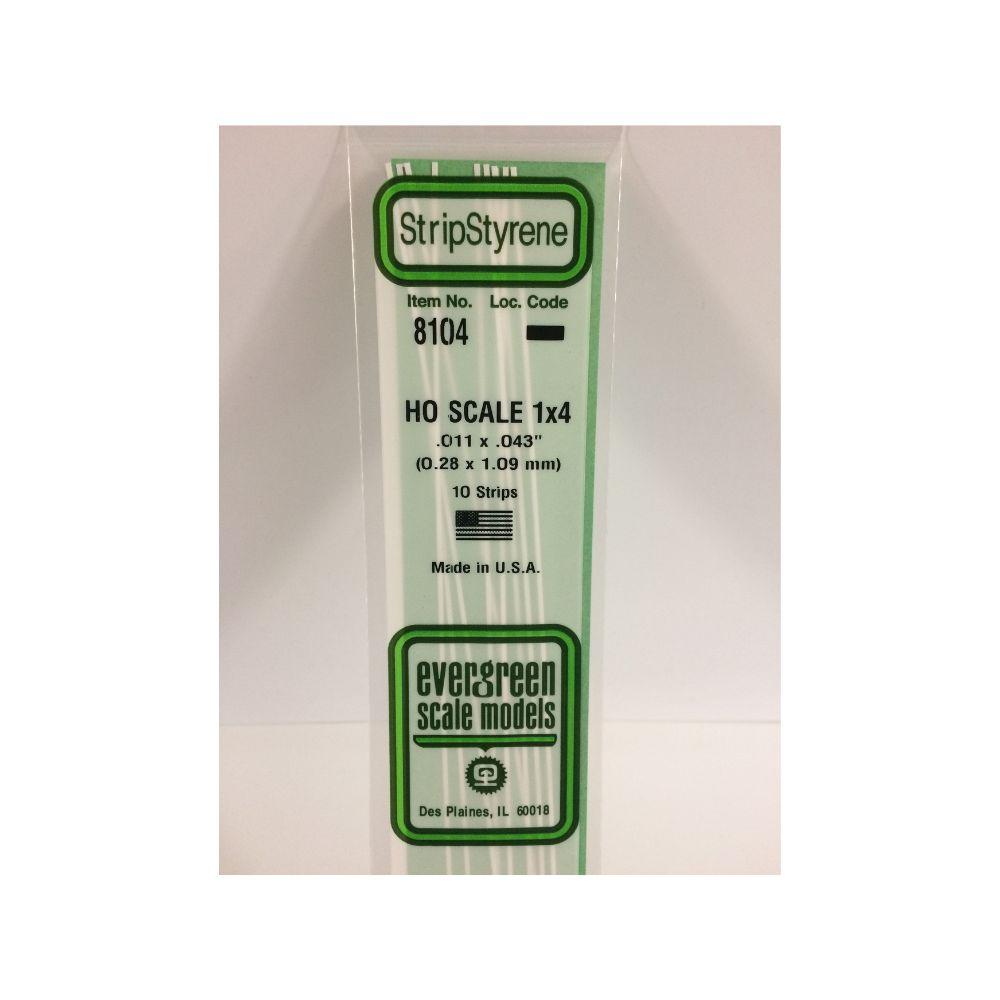 StripStyrene
Item No. Loc. Code
8104
HO SCALE 1x4
.011 x .043"
(0.28 x 1.09 mm)
10 Strips
Made in U.S.A.
evergreen
scale models
Des Plaines, IL 60018